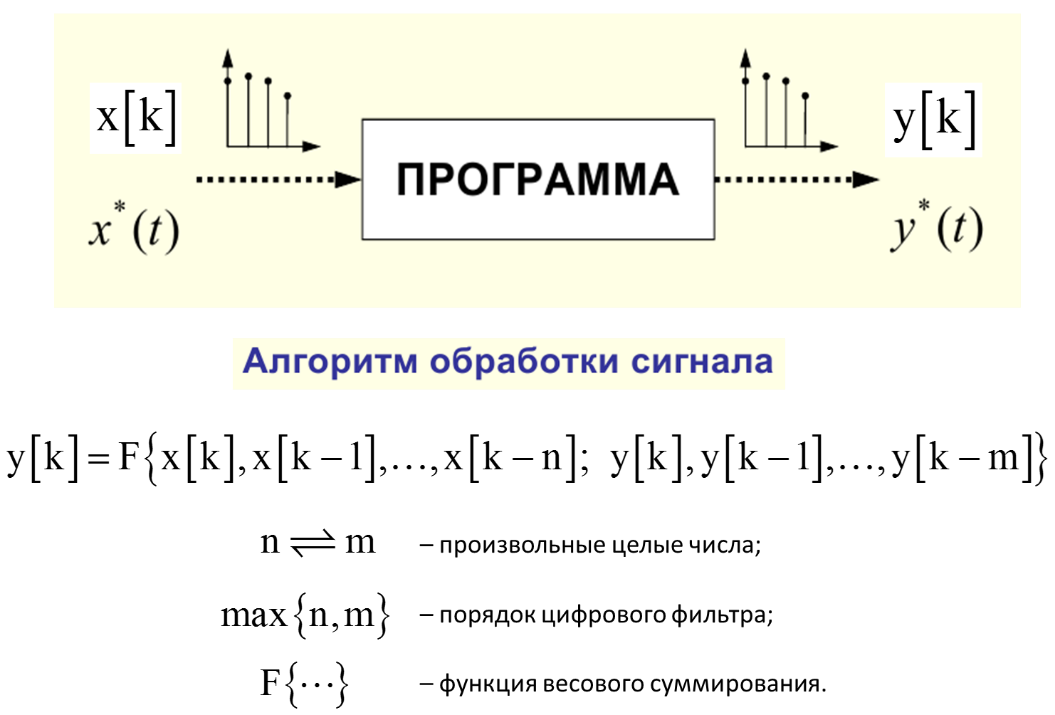 x[k]
y[k]
ПРОГРАММА
x*(t)
y*(t)
Алгоритм обработки сигнала
y[k] = F{x[k], x[k − 1],…, x[k − n]; y[k], y[k − 1],…, y[k − m]}
n ⇌ m – произвольные целые числа;
max{n, m} – порядок цифрового фильтра;
F{⋯} – функция весового суммирования.